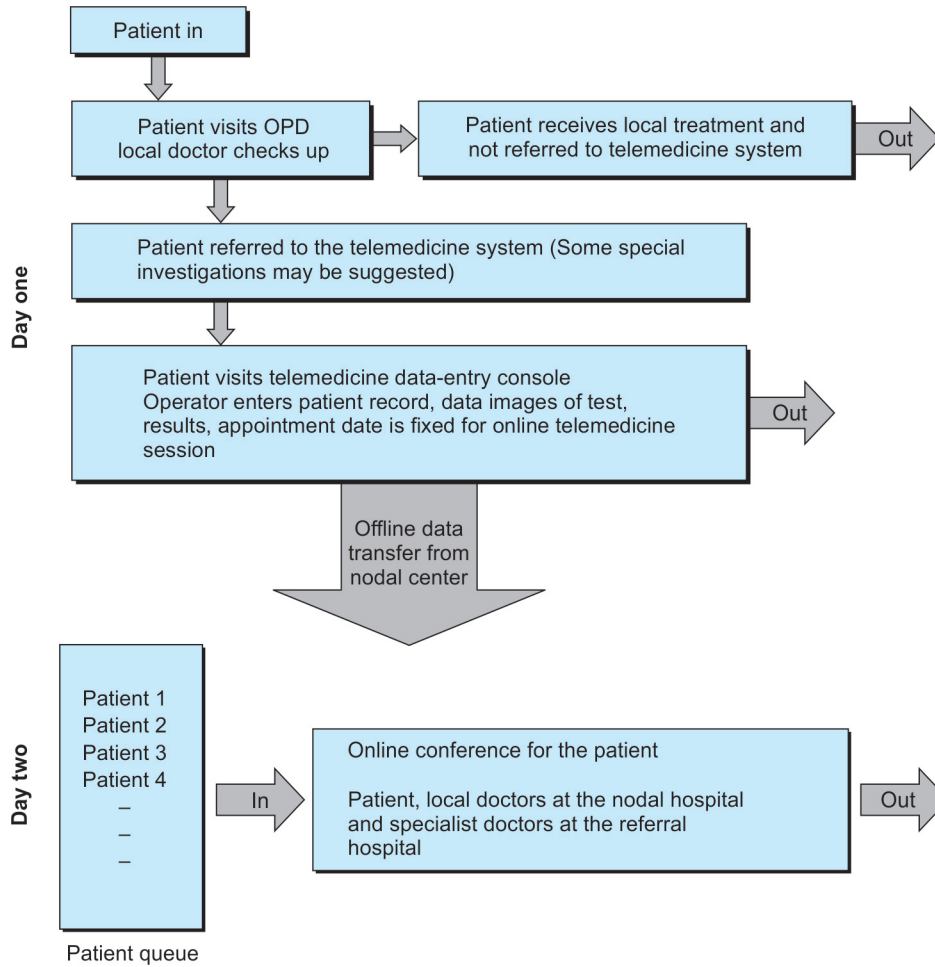 Patient in
Patient visits OPD
local doctor checks up
Patient receives local treatment and
not referred to telemedicine system
Out
Patient referred to the telemedicine system (Some special
investigations may be suggested)
Day one
Patient visits telemedicine data-entry console
Operator enters patient record, data images of test,
results, appointment date is fixed for online telemedicine
session
Out
Offline data
transfer from
nodal center
Day two
Patient 1
Patient 2
Patient 3
Patient 4
–
–
–
In
Online conference for the patient
Patient, local doctors at the nodal hospital
and specialist doctors at the referral
hospital
Out
Patient queue